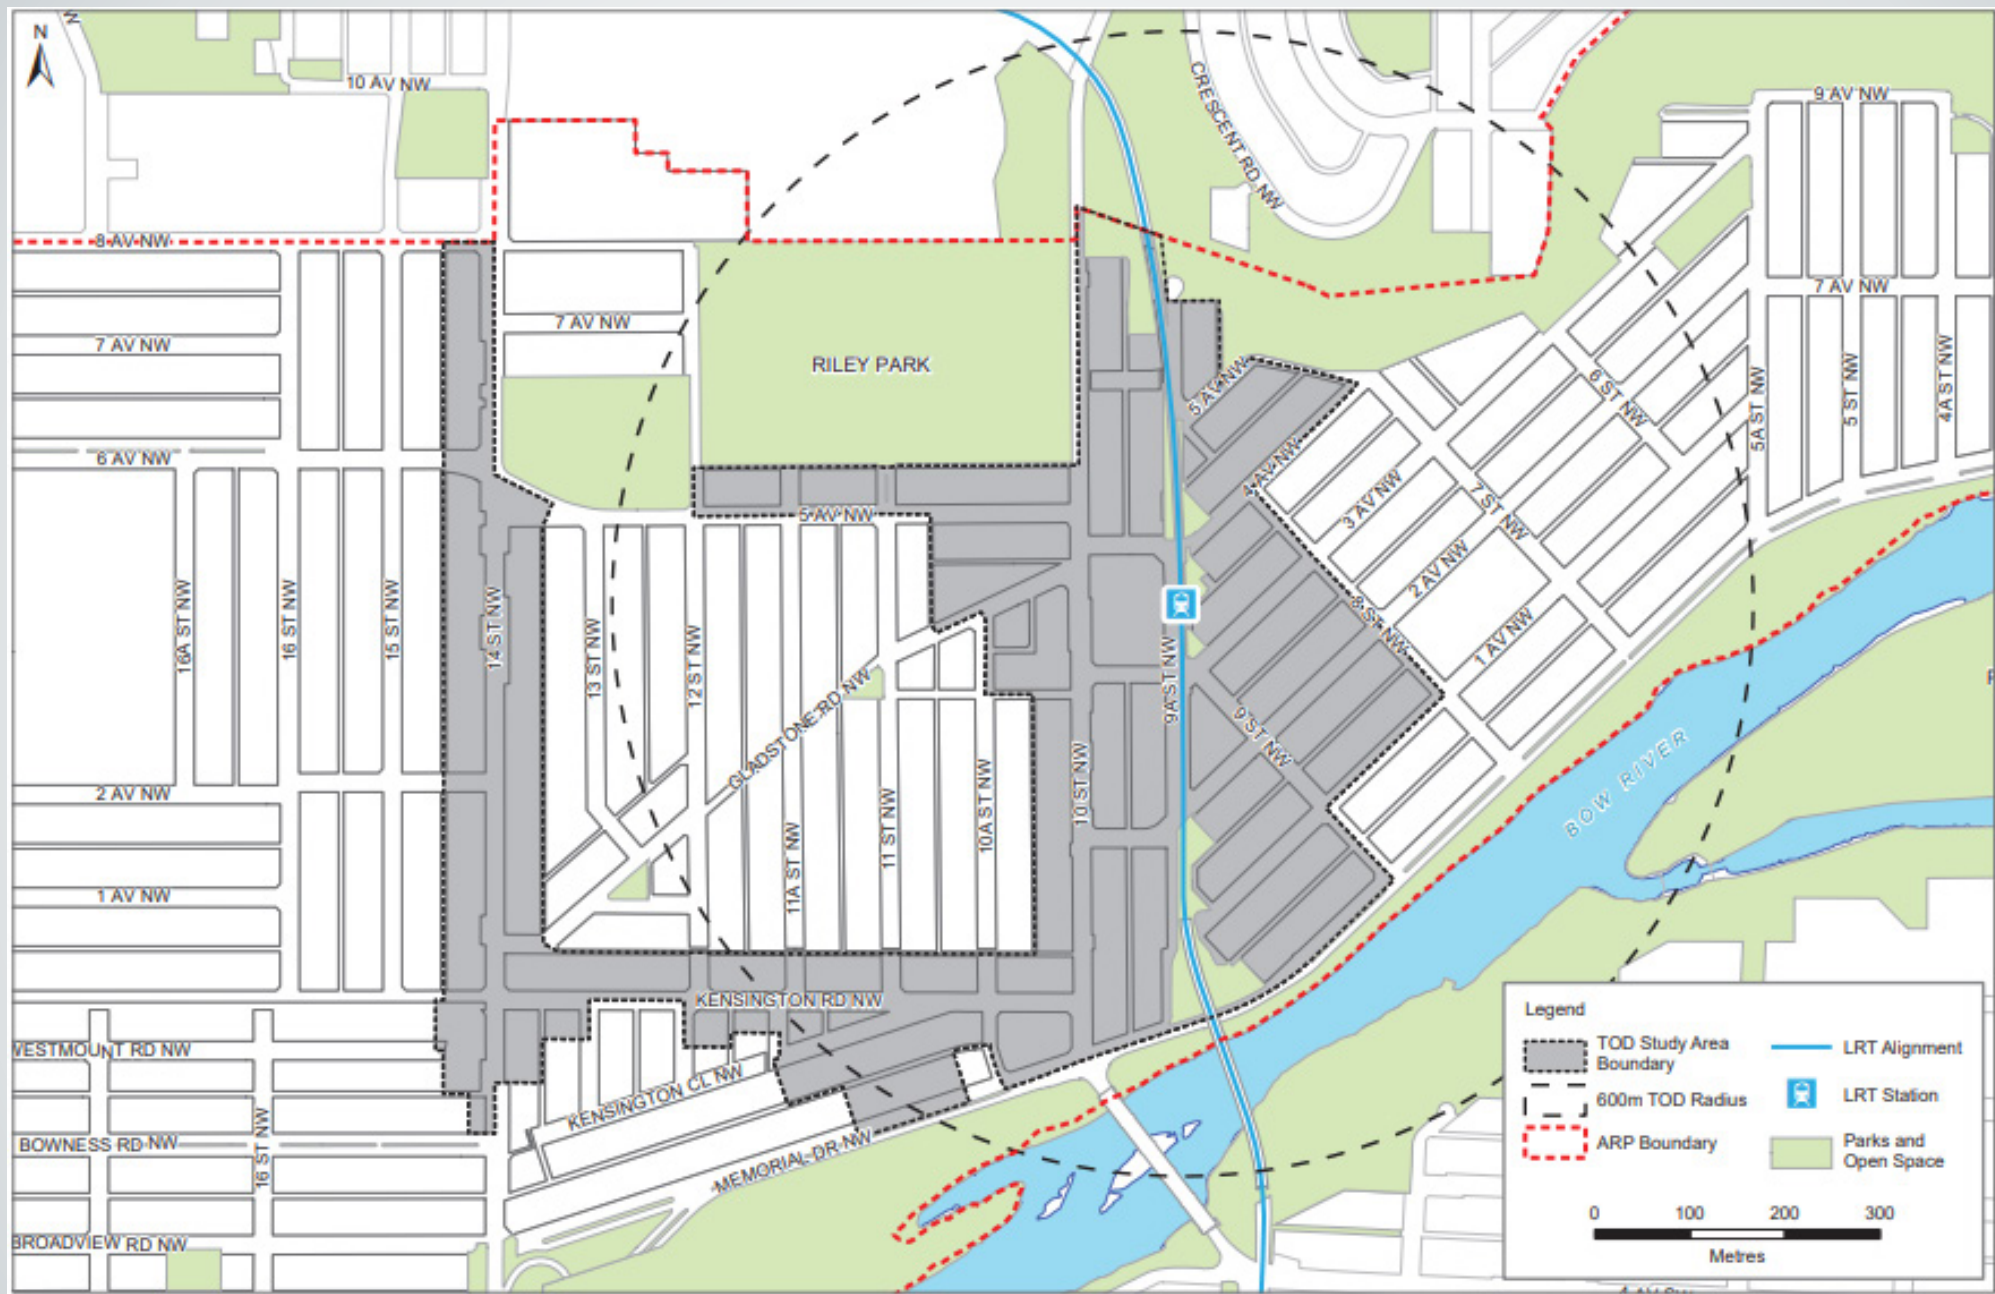 N
10 AV NW
CRESCENT RD NW
9 AV NW
8 AV NW
7 AV NW
7 AV NW
7 AV NW
RILEY PARK
5 AV NW
6 ST NW
5A ST NW
5 ST NW
4A ST NW
6 AV NW
4 AV NW
3 AV NW
7 ST NW
5 AV NW
2 AV NW
8 ST NW
1 AV NW
16A ST NW
16 ST NW
15 ST NW
14 ST NW
13 ST NW
12 ST NW
GLADSTONE RD NW
9A ST NW
9 ST NW
10 ST NW
2 AV NW
11A ST NW
11 ST NW
10A ST NW
BOW RIVER
1 AV NW
KENSINGTON RD NW
WESTMOUNT RD NW
KENSINGTON CL NW
MEMORIAL DR NW
BOWNESS RD NW
16 ST NW
BROADVIEW RD NW
Legend
TOD Study Area
Boundary
600m TOD Radius
ARP Boundary
LRT Alignment
LRT Station
Parks and
Open Space
0 100 200 300
Metres